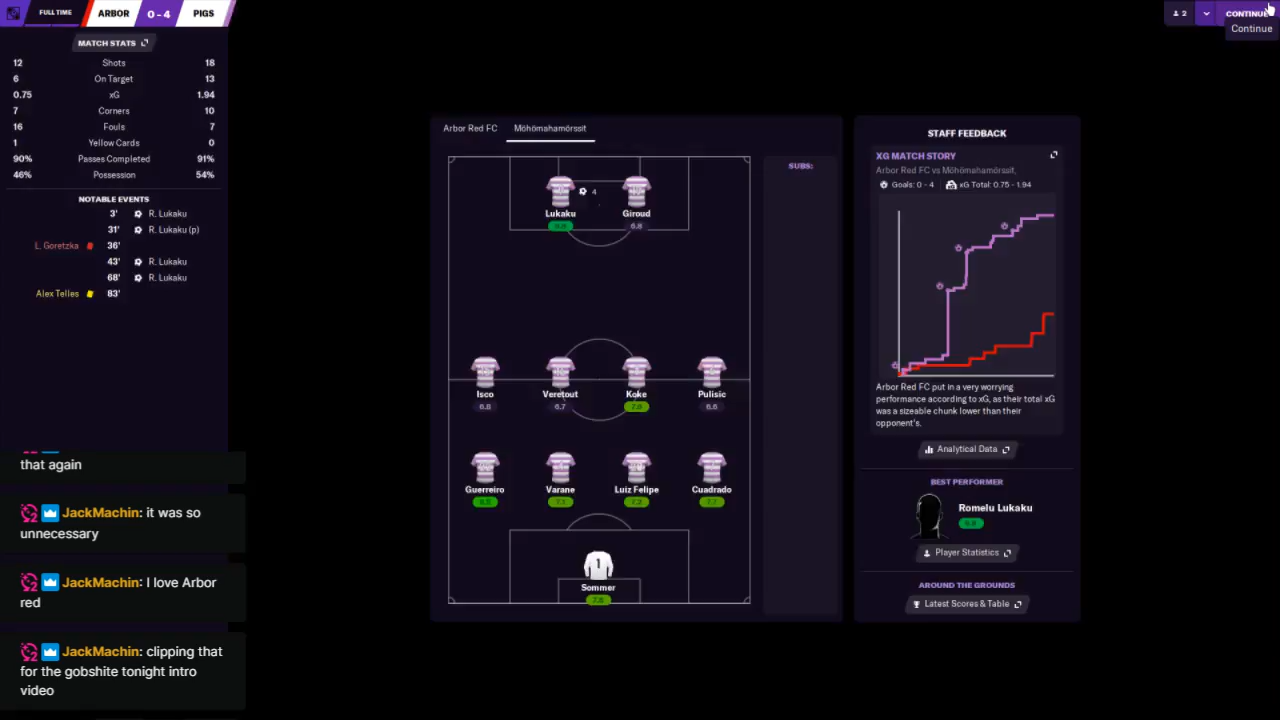 FULL TIME ARBOR 0 - 4 PIGS
2 CONTINUE
Continue
MATCH STATS
12 Shots 18
6 On Target 13
0.75 xG 1.94
7 Corners 10
16 Fouls 7
1 Yellow Cards 0
90% Passes Completed 91%
46% Possession 54%
NOTABLE EVENTS
3' R. Lukaku
31' R. Lukaku (p)
L. Goretzka 36'
43' R. Lukaku
68' R. Lukaku
Alex Telles 83'
that again
JackMachin: it was so
unnecessary
JackMachin: I love Arbor
red
JackMachin: clipping that
for the gobshite tonight intro
video
Arbor Red FC Möhömahamörssit
SUBS:
4
Lukaku Giroud
6.8
Isco Veretout Koke Pulisic
6.8 6.7 7.0 6.6
Guerreiro Varane Luiz Felipe Cuadrado
7.2 7.7
1
Sommer
STAFF FEEDBACK
XG MATCH STORY
Arbor Red FC vs Möhömahamörssit,
Goals: 0 - 4 xG Total: 0.75 - 1.94
Arbor Red FC put in a very worrying
performance according to xG, as their total xG
was a sizeable chunk lower than their
opponent's.
Analytical Data
BEST PERFORMER
Romelu Lukaku
Player Statistics
AROUND THE GROUNDS
Latest Scores & Table